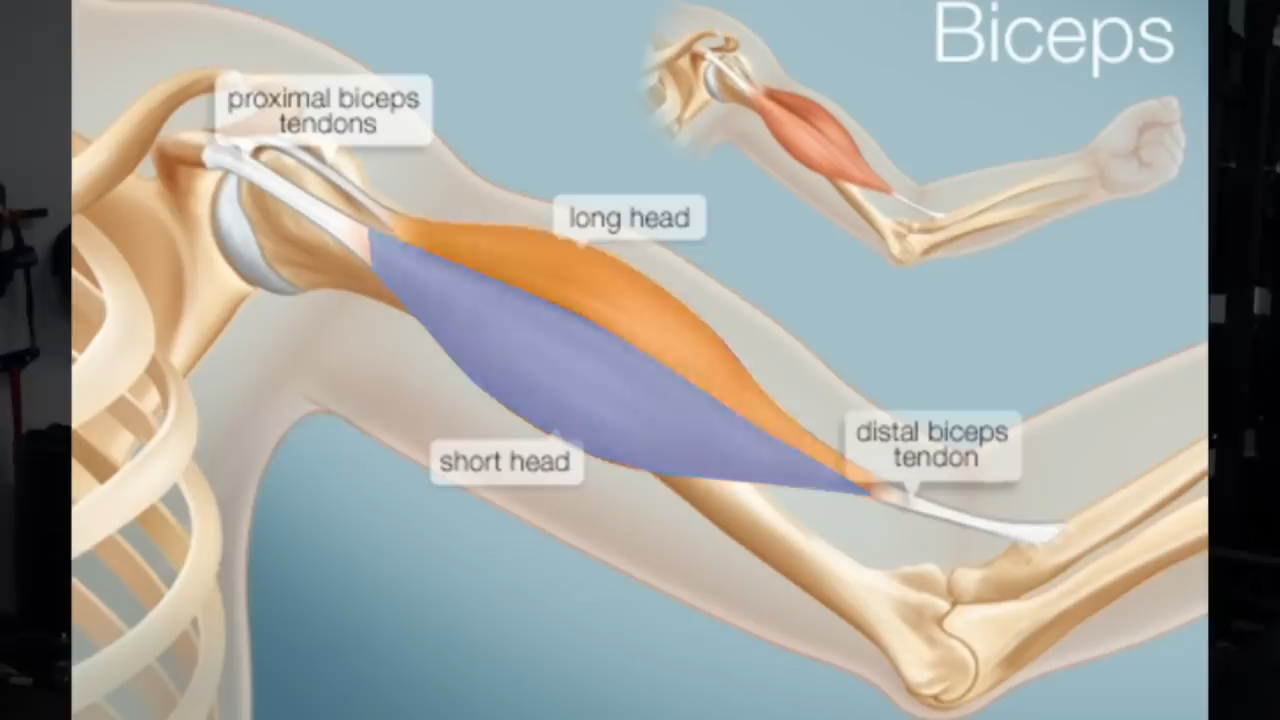 Biceps
proximal biceps
tendons
long head
short head
distal biceps
tendon